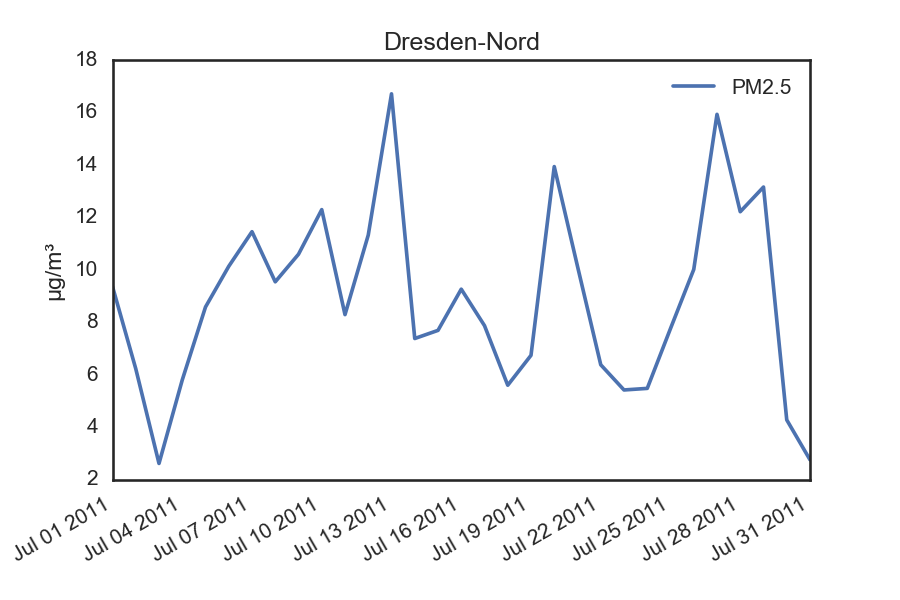 Dresden-Nord
PM2.5
µg/m³
18
16
14
12
10
8
6
4
2
Jul 01 2011
Jul 04 2011
Jul 07 2011
Jul 10 2011
Jul 13 2011
Jul 16 2011
Jul 19 2011
Jul 22 2011
Jul 25 2011
Jul 28 2011
Jul 31 2011